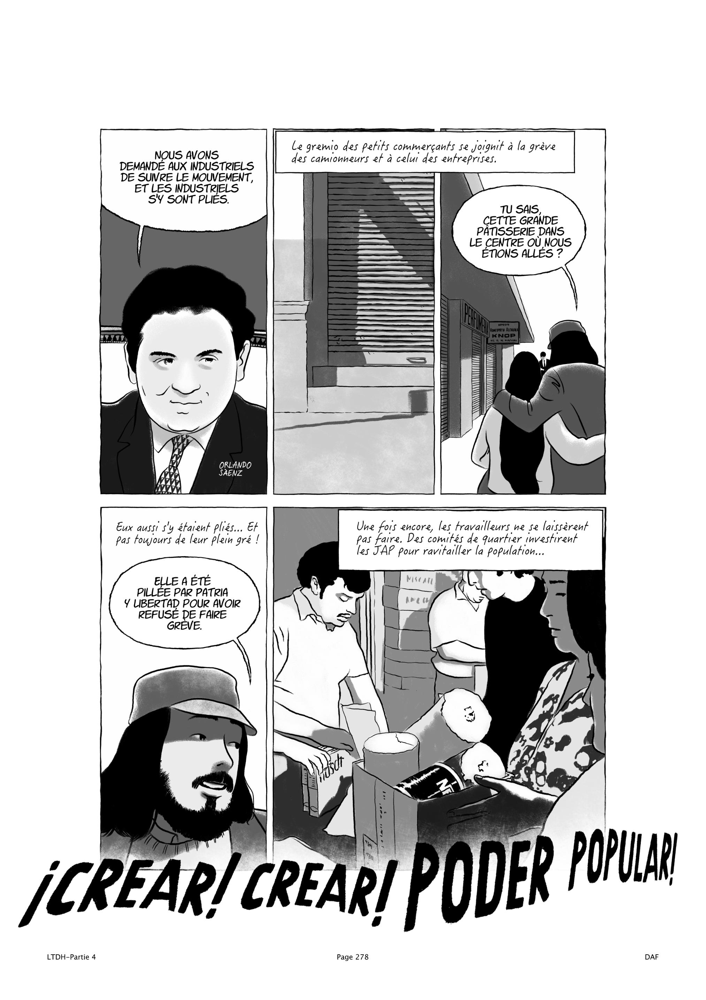 NOUS AVONS
DEMANDÉ AUX INDUSTRIELS
DE SUIVRE LE MOUVEMENT,
ET LES INDUSTRIELS
S'Y SONT PLIÉS.
ORLANDO
SÀENZ
Le gremio des petits commerçants se joignit à la grève
des camionneurs et à celui des entreprises.
TU SAIS,
CETTE GRANDE
PÂTISSERIE DANS
LE CENTRE OÙ NOUS
ÉTIONS ALLÉS ?
PERFUMERIA
DEPOSITO
HOMEOPATIA ALEMANA
KNOP
Eux aussi s'y étaient pliés... Et
pas toujours de leur plein gré !
ELLE A ÉTÉ
PILLÉE PAR PATRIA
Y LIBERTAD POUR AVOIR
REFUSÉ DE FAIRE
GRÈVE.
Une fois encore, les travailleurs ne se laissèrent
pas faire. Des comités de quartier investirent
les JAP pour ravitailler la population...
¡CREAR! CREAR! PODER POPULAR!
LTDH-Partie 4
Page 278
DAF